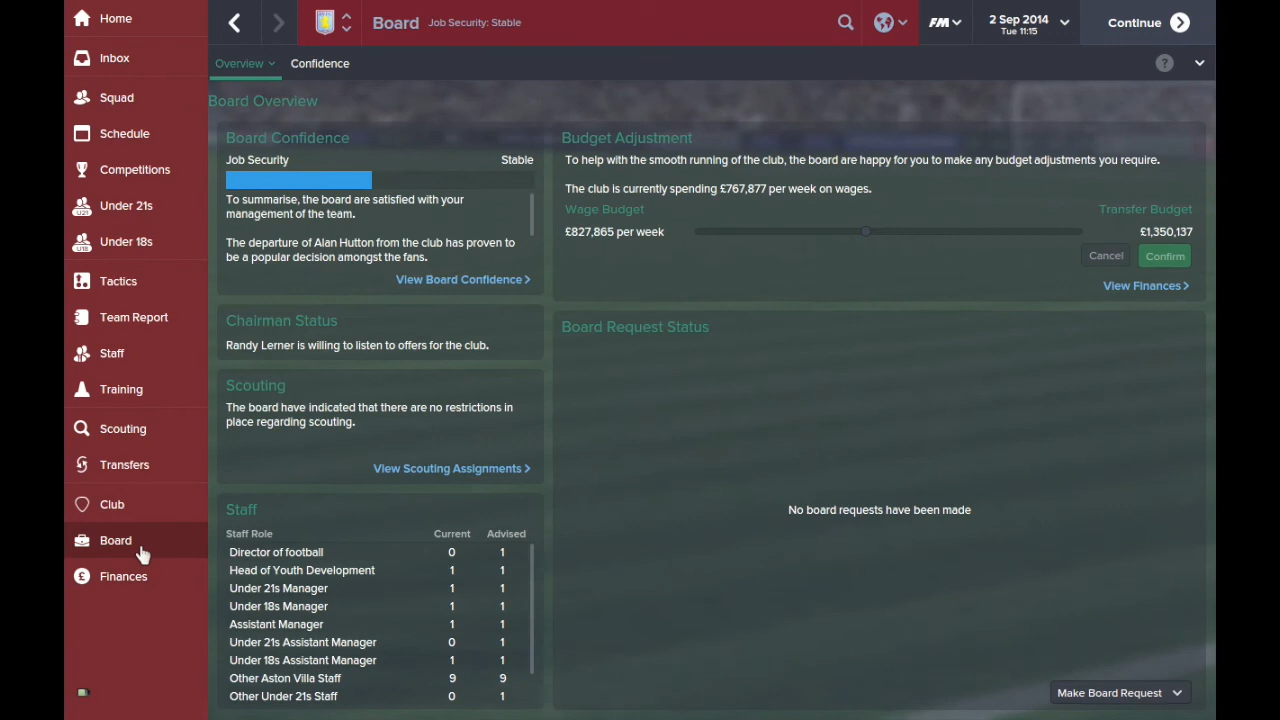 Home
Inbox
Squad
Schedule
Competitions
U21
Under 21s
U18
Under 18s
Tactics
Team Report
Staff
Training
Scouting
Transfers
Club
Board
£
Finances
Board
Job Security: Stable
FM
2 Sep 2014
Tue 11:15
Continue
Overview
Confidence
?
Board Overview
Board Confidence
Job Security
Stable
To summarise, the board are satisfied with your
management of the team.
The departure of Alan Hutton from the club has proven to
be a popular decision amongst the fans.
View Board Confidence >
Chairman Status
Randy Lerner is willing to listen to offers for the club.
Scouting
The board have indicated that there are no restrictions in
place regarding scouting.
View Scouting Assignments >
Staff
Staff Role Current Advised
Director of football 0 1
Head of Youth Development 1 1
Under 21s Manager 1 1
Under 18s Manager 1 1
Assistant Manager 1 1
Under 21s Assistant Manager 0 1
Under 18s Assistant Manager 1 1
Other Aston Villa Staff 9 9
Other Under 21s Staff 0 1
Budget Adjustment
To help with the smooth running of the club, the board are happy for you to make any budget adjustments you require.
The club is currently spending £767,877 per week on wages.
Wage Budget Transfer Budget
£827,865 per week £1,350,137
Cancel Confirm
View Finances >
Board Request Status
No board requests have been made
Make Board Request